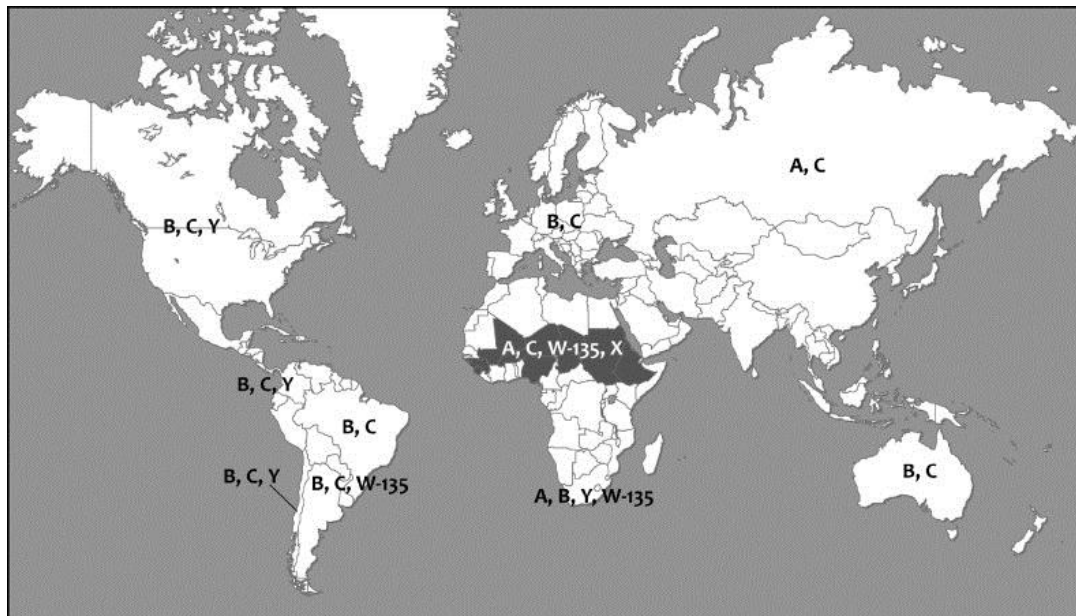 A, C
B, C, Y
B, C
A, C, W-135, X
B, C, Y
B, C
B, C, Y
B, C, W-135
B, C
A, B, Y, W-135